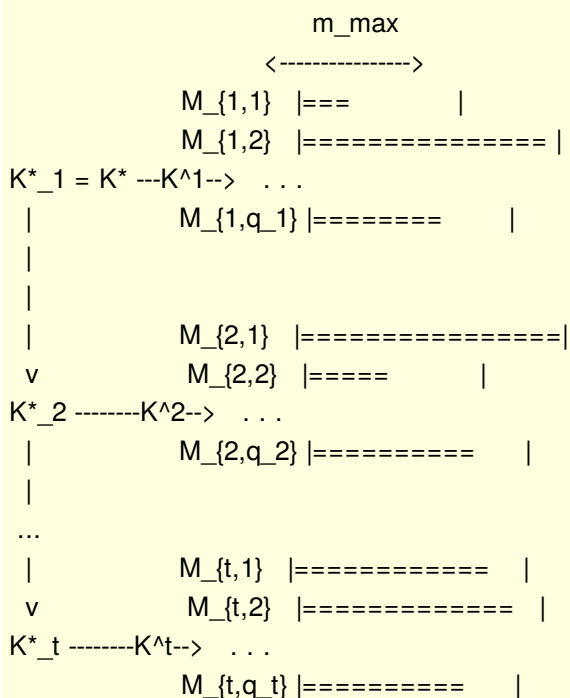 m_max
<---------------->
M_{1,1} |=== |
M_{1,2} |=============== |
K*_1 = K* ---K^1--> . . .
| M_{1,q_1} |======== |
|
|
| M_{2,1} |================|
v M_{2,2} |===== |
K*_2 --------K^2--> . . .
| M_{2,q_2} |========== |
|
...
| M_{t,1} |============ |
v M_{t,2} |============= |
K*_t --------K^t--> . . .
M_{t,q_t} |========== |